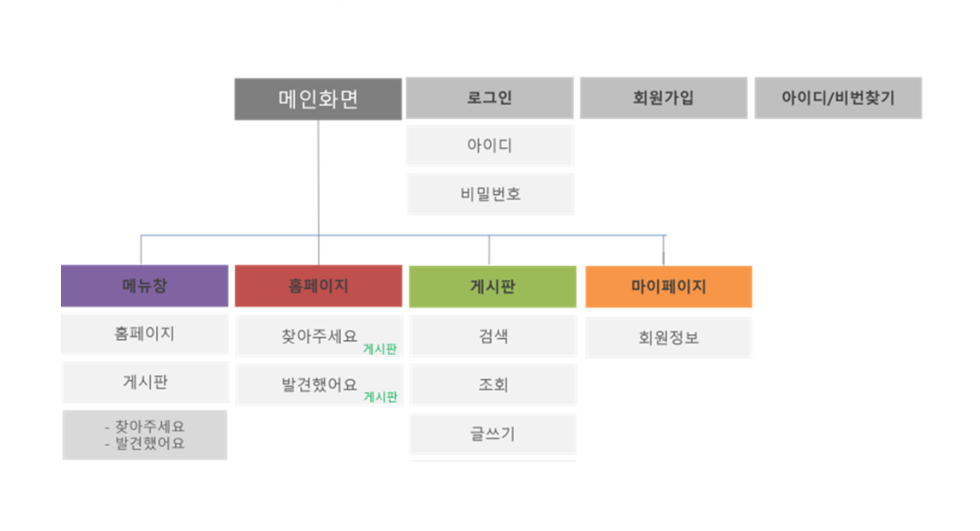 메인화면
로그인
회원가입
아이디/비번찾기
아이디
비밀번호
메뉴창
홈페이지
게시판
마이페이지
홈페이지
찾아주세요
게시판
검색
회원정보
게시판
발견했어요
게시판
조회
- 찾아주세요
- 발견했어요
글쓰기